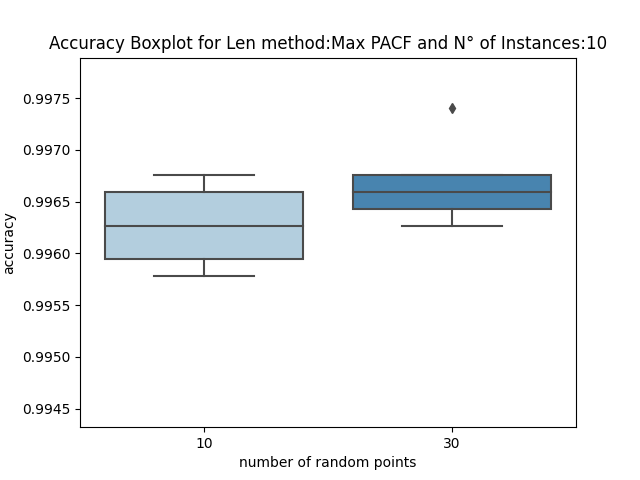 Accuracy Boxplot for Len method:Max PACF and N° of Instances:10
0.9975
0.9970
0.9965
0.9960
0.9955
0.9950
0.9945
accuracy
10 30
number of random points